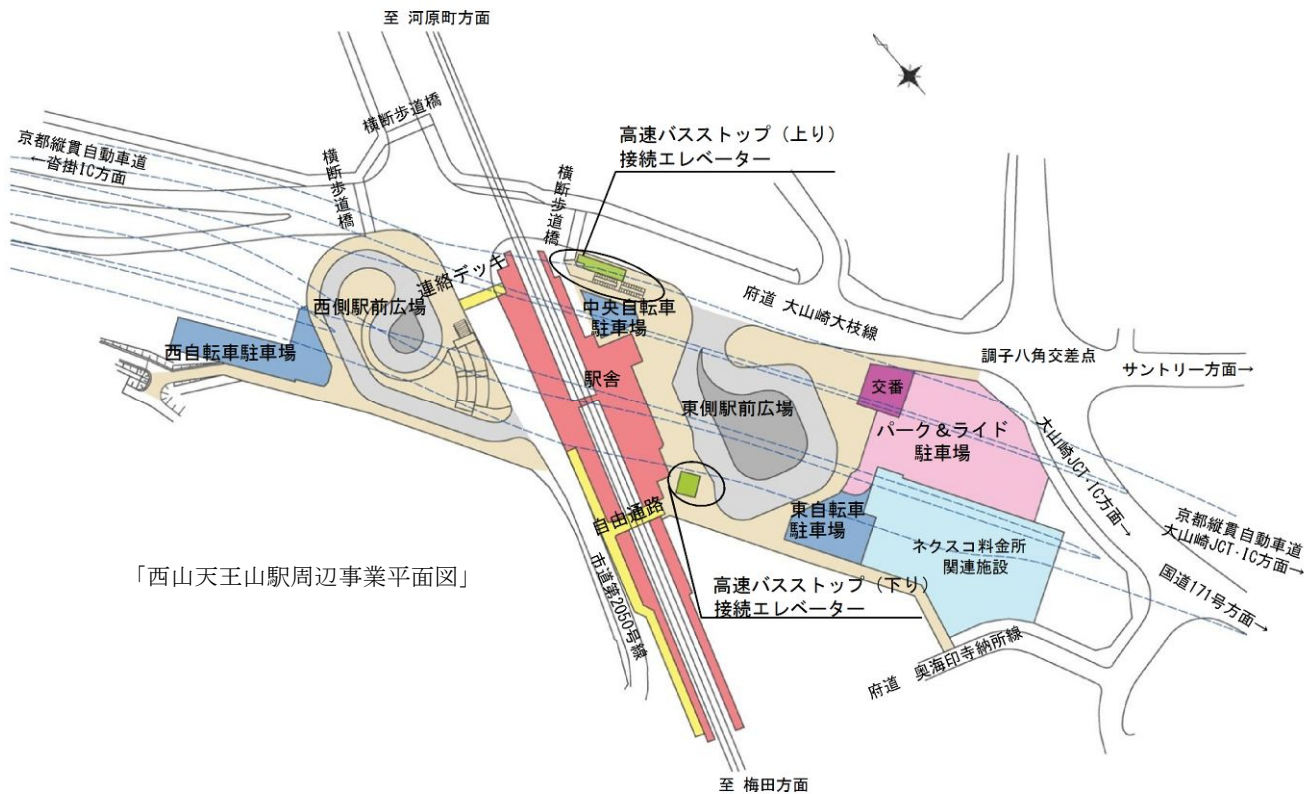 至 河原町方面
横断歩道橋
京都縦貫自動車道
←沓掛IC方面
横断歩道橋
横断歩道橋
高速バスストップ（上り）
接続エレベーター
連絡デッキ
西側駅前広場
中央自転車
駐車場
府道 大山崎大枝線
調子八角交差点
サントリー方面→
西自転車駐車場
駅舎
交番
東側駅前広場
パーク＆ライド
駐車場
大山崎JCT・IC方面→
自由通路
東自転車
駐車場
京都縦貫自動車道
大山崎JCT・IC方面→
ネクスコ料金所
関連施設
国道171号方面→
「西山天王山駅周辺事業平面図」
市道第2050号線
高速バスストップ（下り）
接続エレベーター
府道 奥海印寺納所線
至 梅田方面